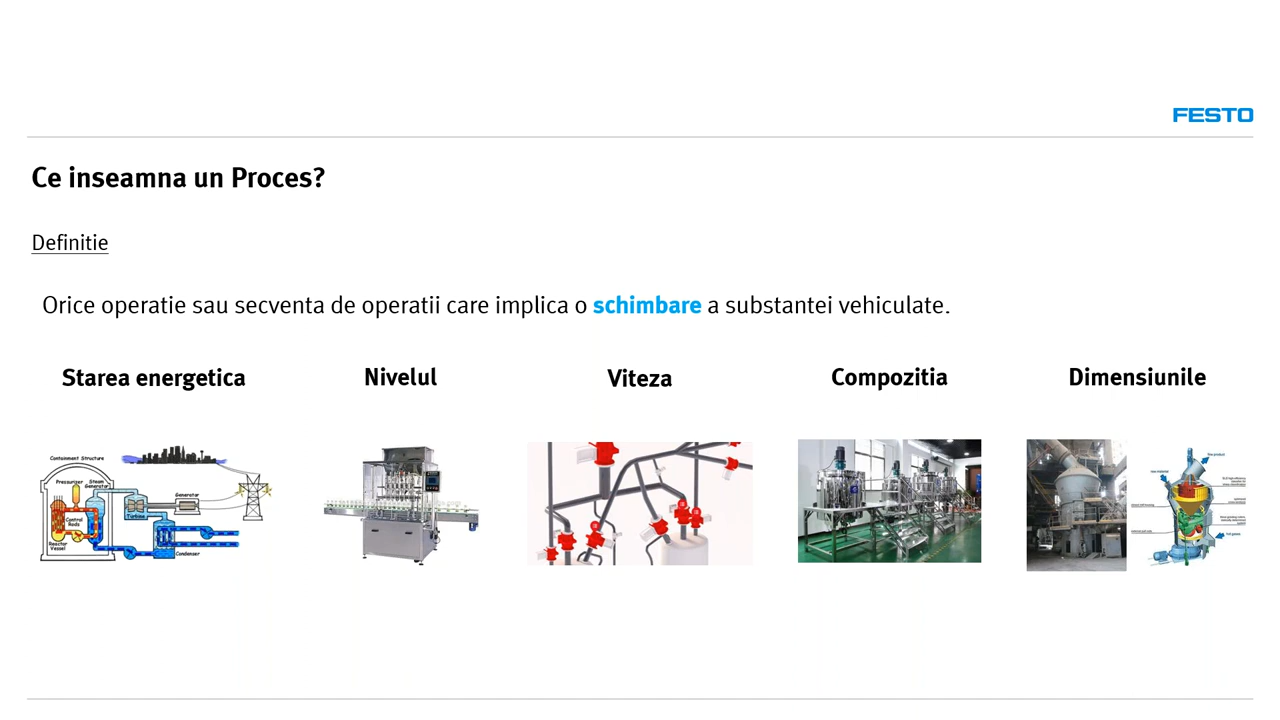 FESTO
Ce inseamna un Proces?
Definitie
Orice operatie sau secventa de operatii care implica o schimbare a substantei vehiculate.
Starea energetica
Nivelul
Viteza
Compozitia
Dimensiunile
Containment Structure
Pressurizer
Steam
Generator
Control
Rods
Reactor
Vessel
Turbine
Generator
Condenser